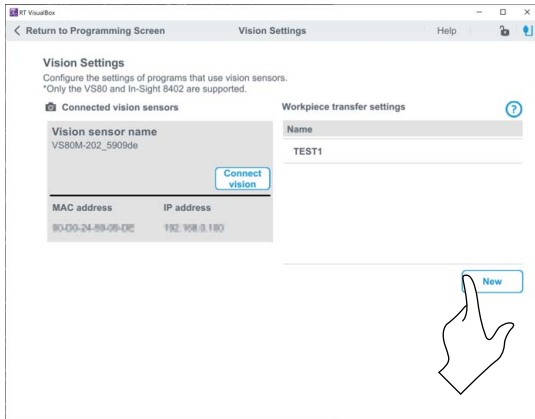 RT VisualBox
Return to Programming Screen
Vision Settings
Help
Vision Settings
Configure the settings of programs that use vision sensors.
*Only the VS80 and In-Sight 8402 are supported.
Connected vision sensors
Vision sensor name
VS80M-202_5909de
Connect
vision
MAC address IP address
Workpiece transfer settings
?
Name
TEST1
New